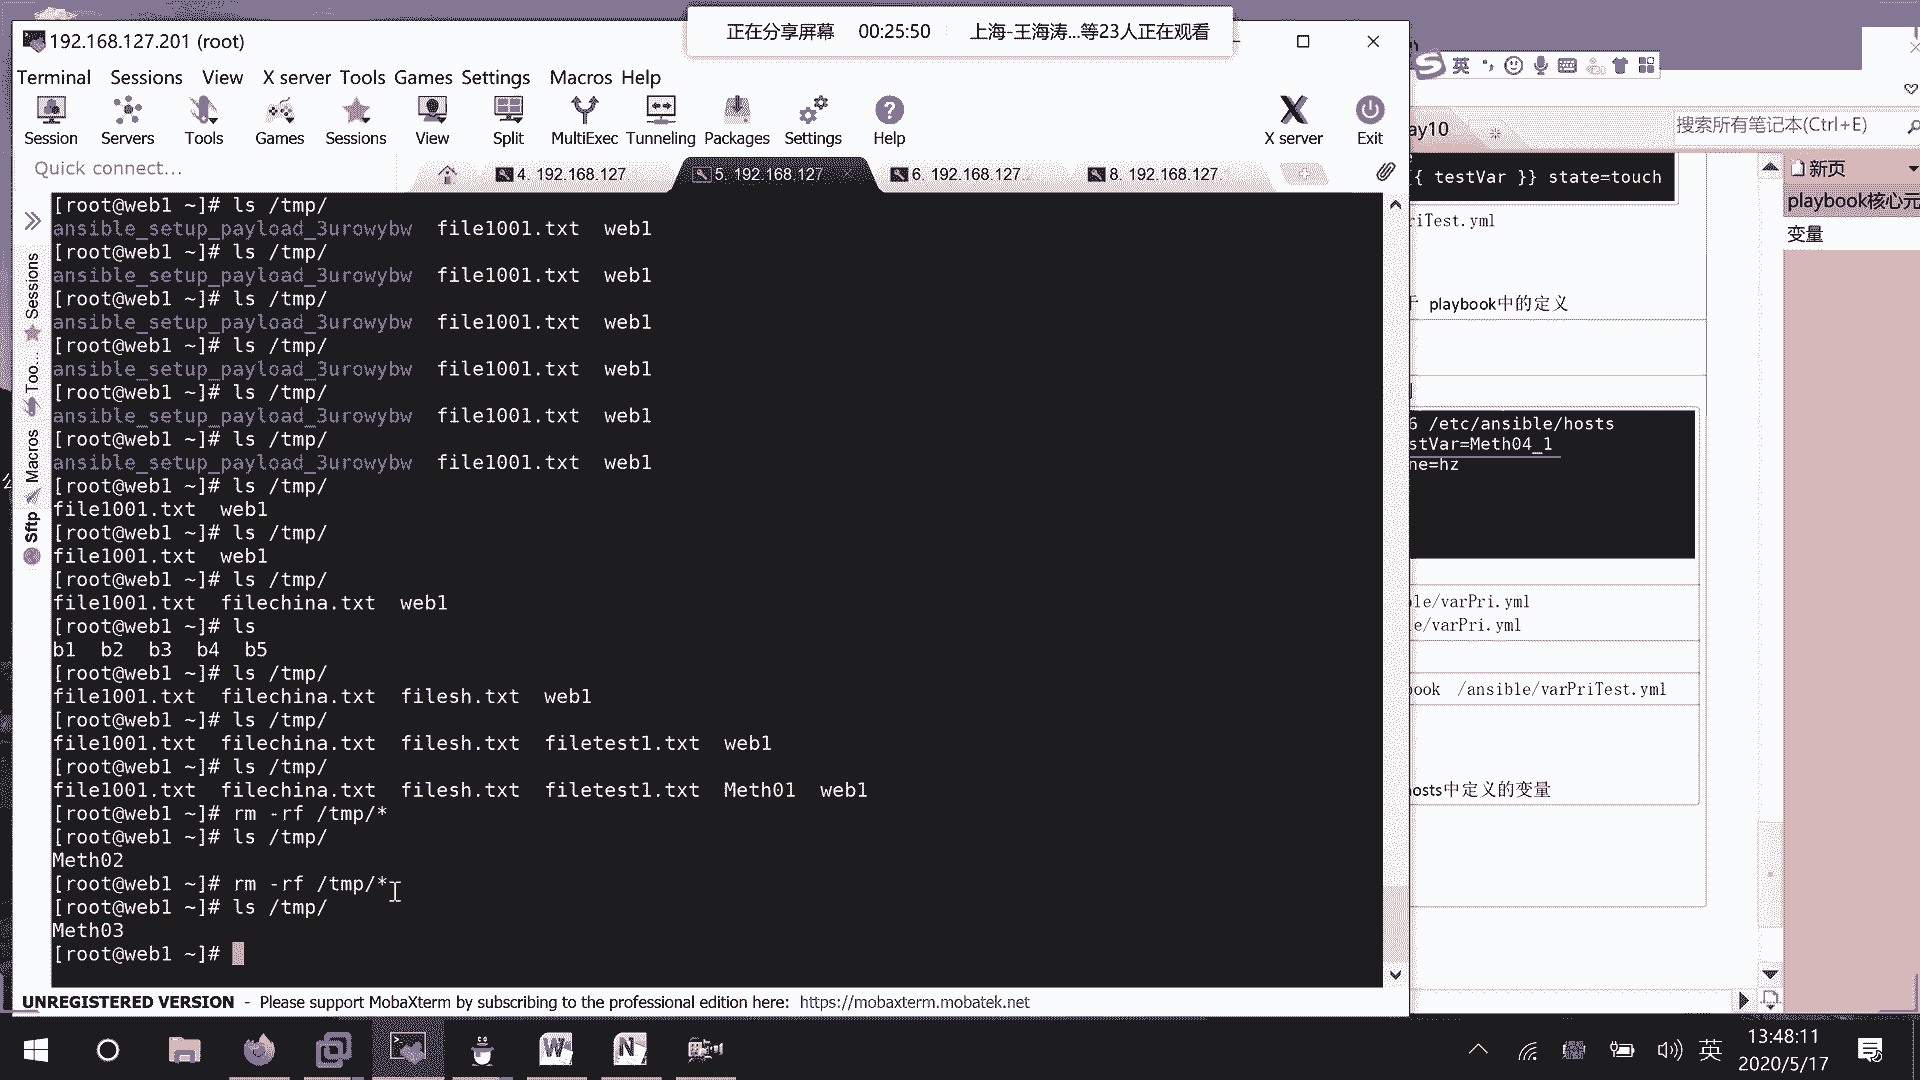 正在分享屏幕 00:25:50 上海-王海涛...等23人正在观看
192.168.127.201 (root)
Terminal Sessions View X server Tools Games Settings Macros Help
Session Servers Tools Games Sessions View Split MultiExec Tunneling Packages Settings Help X server Exit
Quick connect...
4. 192.168.127 5. 192.168.127 6. 192.168.127... 8. 192.168.127.
Sessions
Too...
Macros
Sftp
[root@web1 ~]# ls /tmp/
ansible_setup_payload_3urowybw file1001.txt web1
[root@web1 ~]# ls /tmp/
ansible_setup_payload_3urowybw file1001.txt web1
[root@web1 ~]# ls /tmp/
ansible_setup_payload_3urowybw file1001.txt web1
[root@web1 ~]# ls /tmp/
ansible_setup_payload_3urowybw file1001.txt web1
[root@web1 ~]# ls /tmp/
ansible_setup_payload_3urowybw file1001.txt web1
[root@web1 ~]# ls /tmp/
ansible_setup_payload_3urowybw file1001.txt web1
[root@web1 ~]# ls /tmp/
file1001.txt web1
[root@web1 ~]# ls /tmp/
file1001.txt web1
[root@web1 ~]# ls /tmp/
file1001.txt filechina.txt web1
[root@web1 ~]# ls
b1 b2 b3 b4 b5
[root@web1 ~]# ls /tmp/
file1001.txt filechina.txt filesh.txt web1
[root@web1 ~]# ls /tmp/
file1001.txt filechina.txt filesh.txt filetest1.txt web1
[root@web1 ~]# ls /tmp/
file1001.txt filechina.txt filesh.txt filetest1.txt Meth01 web1
[root@web1 ~]# rm -rf /tmp/*
[root@web1 ~]# ls /tmp/
Meth02
[root@web1 ~]# rm -rf /tmp/*
[root@web1 ~]# ls /tmp/
Meth03
[root@web1 ~]#
UNREGISTERED VERSION - Please support MobaXterm by subscribing to the professional edition here: https://mobaxterm.mobatek.net
英
ay10
搜索所有笔记本(Ctrl+E)
{{ testVar }} state=touch
riTest.yml
playbook中的定义
6 /etc/ansible/hosts
stVar=Meth04_1
ne=hz
ble/varPri.yml
e/varPri.yml
book /ansible/varPriTest.yml
hosts中定义的变量
新页
playbook核心元
变量
英
13:48:11
2020/5/17